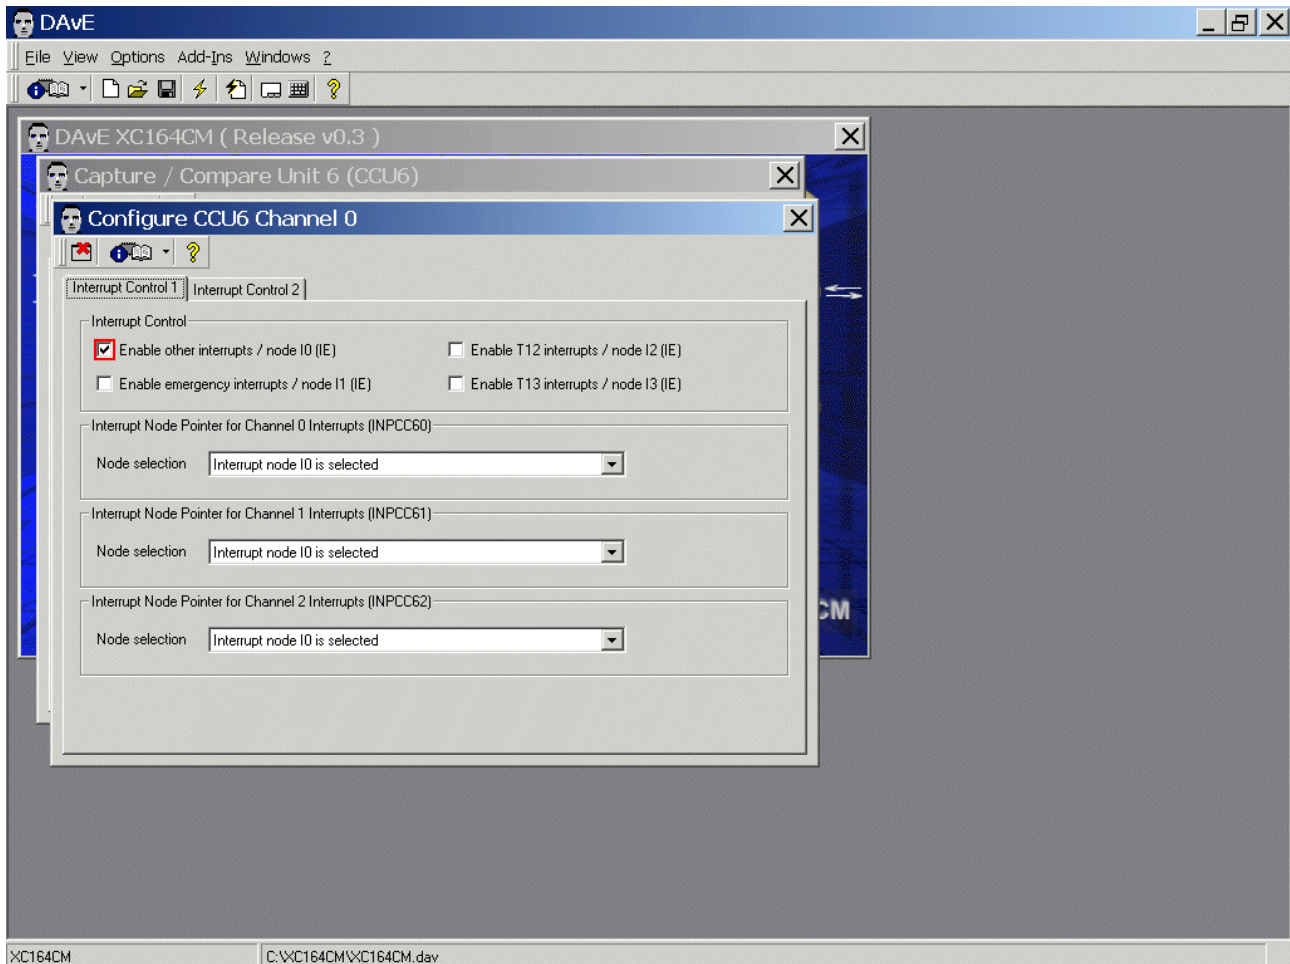 DAvE
File View Options Add-Ins Windows ?
DAvE XC164CM ( Release v0.3 )
Capture / Compare Unit 6 (CCU6)
Configure CCU6 Channel 0
Interrupt Control 1 Interrupt Control 2
Interrupt Control
Enable other interrupts / node I0 (IE) Enable T12 interrupts / node I2 (IE)
Enable emergency interrupts / node I1 (IE) Enable T13 interrupts / node I3 (IE)
Interrupt Node Pointer for Channel 0 Interrupts (INPCC60)
Node selection Interrupt node I0 is selected
Interrupt Node Pointer for Channel 1 Interrupts (INPCC61)
Node selection Interrupt node I0 is selected
Interrupt Node Pointer for Channel 2 Interrupts (INPCC62)
Node selection Interrupt node I0 is selected
CM
XC164CM C:\XC164CM\XC164CM.dav